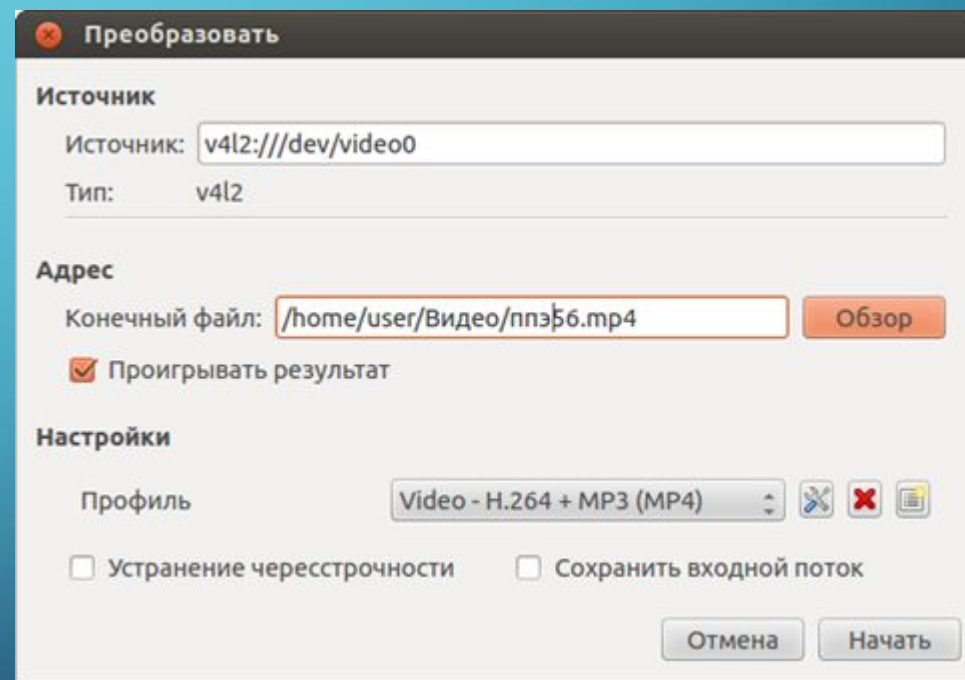 Преобразовать
Источник
Источник: v4l2:///dev/video0
Тип: v4l2
Адрес
Конечный файл: /home/user/Видео/ппэ56.mp4 Обзор
Проигрывать результат
Настройки
Профиль Video - H.264 + MP3 (MP4)
Устранение чересстрочности Сохранить входной поток
Отмена Начать